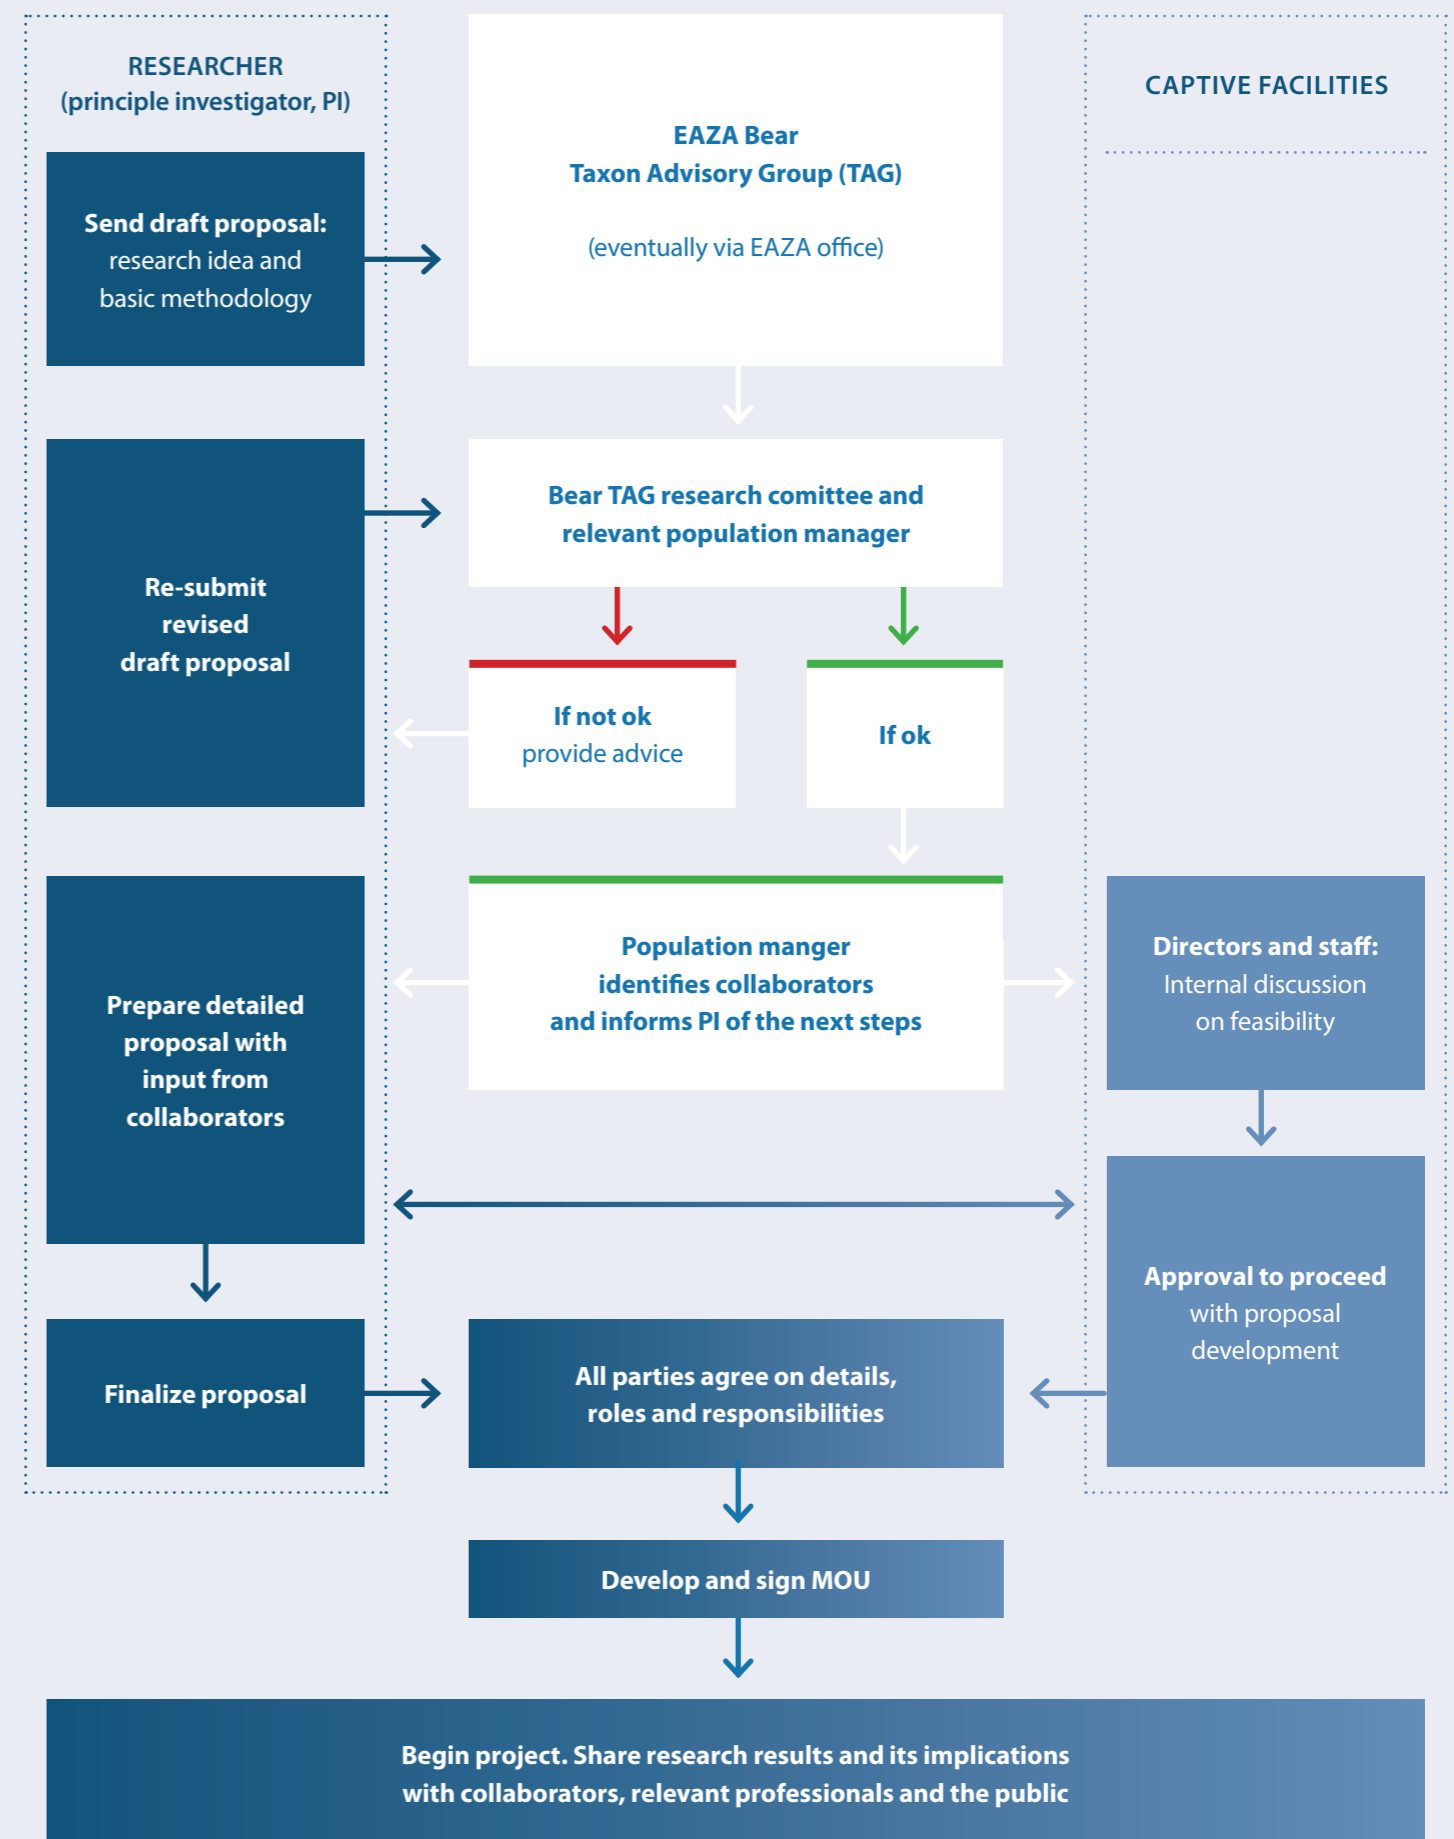 RESEARCHER
(principle investigator, PI)
EAZA Bear
Taxon Advisory Group (TAG)
(eventually via EAZA office)
CAPTIVE FACILITIES
Send draft proposal:
research idea and
basic methodology
Re-submit
revised
draft proposal
Bear TAG research comittee and
relevant population manager
If not ok
provide advice
If ok
Prepare detailed
proposal with
input from
collaborators
Population manger
identifies collaborators
and informs PI of the next steps
Directors and staff:
Internal discussion
on feasibility
Approval to proceed
with proposal
development
Finalize proposal
All parties agree on details,
roles and responsibilities
Develop and sign MOU
Begin project. Share research results and its implications
with collaborators, relevant professionals and the public